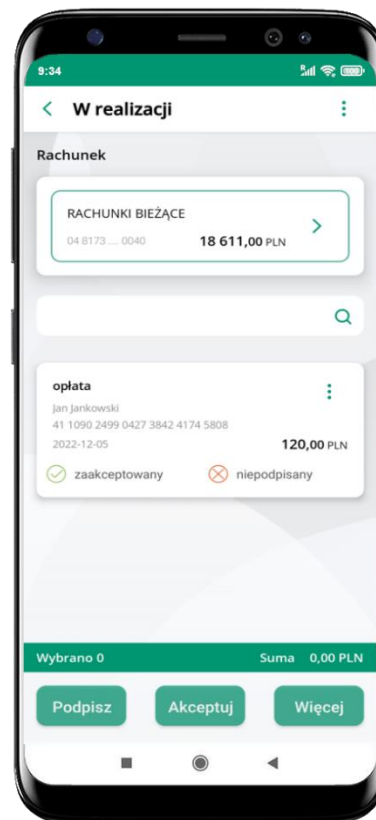 9:34
W realizacji
Rachunek
RACHUNKI BIEŻĄCE
04 8173 .... 0040 18 611,00 PLN
opłata
Jan Jankowski
41 1090 2499 0427 3842 4174 5808
2022-12-05 120,00 PLN
zaakceptowany niepodpisany
Wybrano 0 Suma 0,00 PLN
Podpisz Akceptuj Więcej